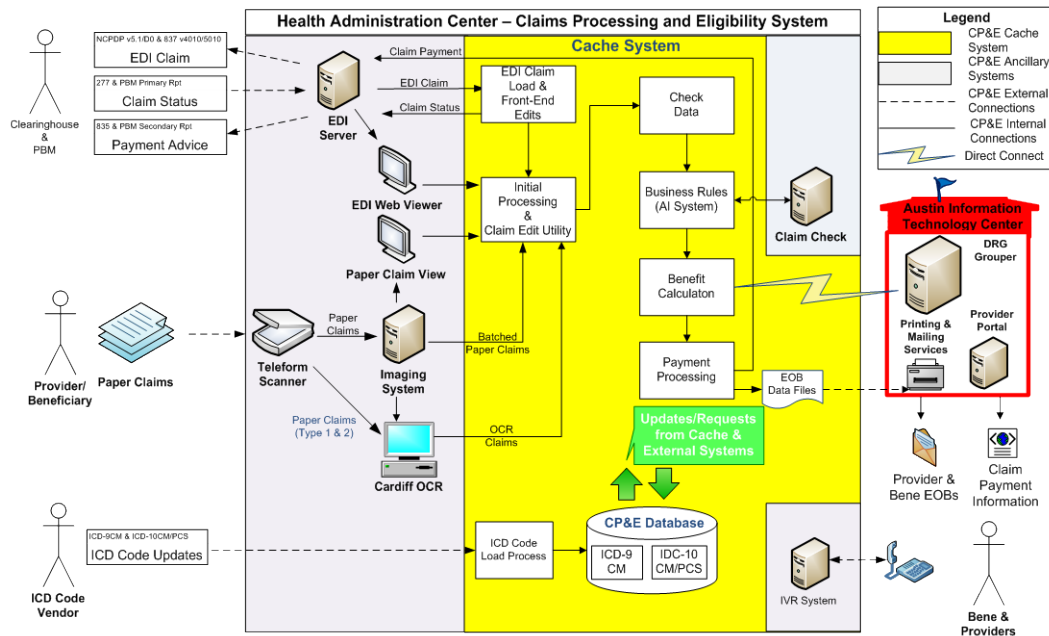 Health Administration Center – Claims Processing and Eligibility System
Legend
CP&E Cache
System
CP&E Ancillary
Systems
CP&E External
Connections
CP&E Internal
Connections
Direct Connect
Clearinghouse
&
PBM
NCPDP v5.1/D0 & 837 v4010/5010
EDI Claim
277 & PBM Primary Rpt
Claim Status
835 & PBM Secondary Rpt
Payment Advice
EDI
Server
Claim Payment
EDI Claim
Claim Status
Cache System
EDI Claim
Load &
Front-End
Edits
Check
Data
EDI Web Viewer
Initial
Processing
&
Claim Edit Utility
Business Rules
(AI System)
Claim Check
Paper Claim View
Benefit
Calculaton
Austin Information
Technology Center
DRG
Grouper
Printing &
Mailing
Services
Provider
Portal
Provider/
Beneficiary
Paper Claims
Teleform
Scanner
Paper
Claims
Imaging
System
Batched
Paper Claims
Payment
Processing
EOB
Data Files
Paper Claims
(Type 1 & 2)
Cardiff OCR
OCR
Claims
Updates/Requests
from Cache &
External Systems
Provider &
Bene EOBs
Claim
Payment
Information
ICD Code
Vendor
ICD-9CM & ICD-10CM/PCS
ICD Code Updates
ICD Code
Load Process
CP&E Database
ICD-9
CM
IDC-10
CM/PCS
IVR System
Bene &
Providers